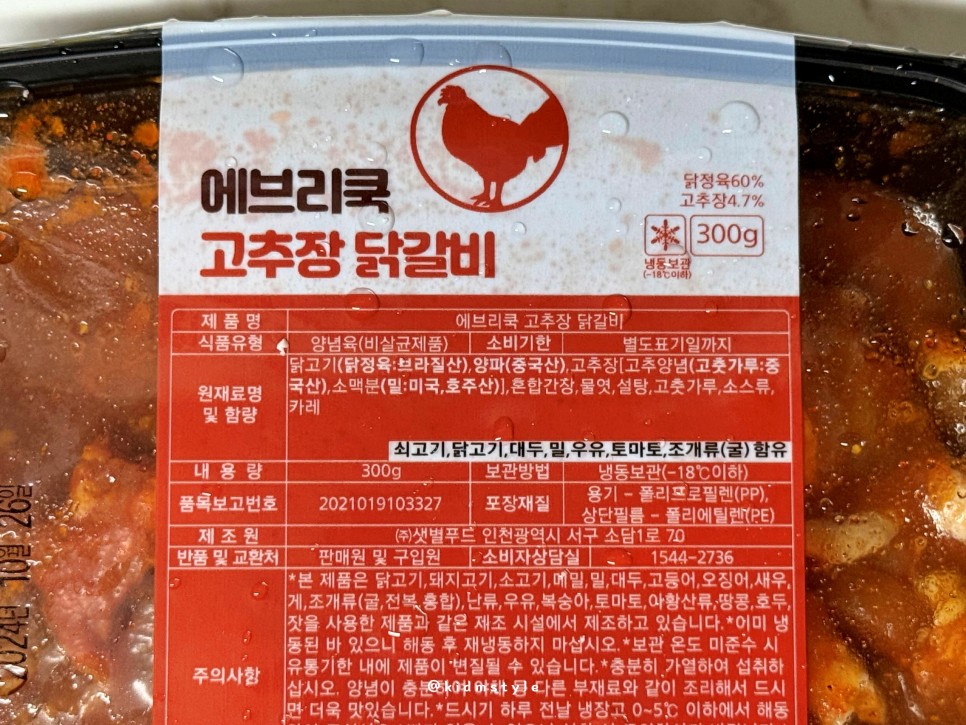 에브리쿡
고추장 닭갈비
닭정육60%
고추장4.7%
300g
냉동보관
(-18℃이하)
제 품 명 에브리쿡 고추장 닭갈비
식품유형 양념육(비살균제품) 소비기한 별도표기일까지
원재료명 및 함량
닭고기(닭정육:브라질산),양파(중국산),고추장[고추양념(고춧가루:중
국산),소맥분(밀:미국,호주산)],혼합간장,물엿,설탕,고춧가루,소스류,
카레
쇠고기,닭고기,대두,밀,우유,토마토,조개류(굴) 함유
내 용 량 300g 보관방법 냉동보관(-18℃이하)
품목보고번호 2021019103327 포장재질 용기 - 폴리프로필렌(PP),
상단필름 - 폴리에틸렌(PE)
제 조 원 ㈜샛별푸드 인천광역시 서구 소담1로 70
반품 및 교환처 판매원 및 구입원 소비자상담실 1544-2736
주의사항
*본 제품은 닭고기,돼지고기,소고기,메밀,밀,대두,고등어,오징어,새우,
게,조개류(굴,전복,홍합),난류,우유,복숭아,토마토,아황산류,땅콩,호두,
잣을 사용한 제품과 같은 제조 시설에서 제조하고 있습니다.*이미 냉
동된 바 있으니 해동 후 재냉동하지 마십시오.*보관 온도 미준수 시
유통기한 내에 제품이 변질될 수 있습니다.*충분히 가열하여 섭취하
십시오. 양념이 충분 다른 부재료와 같이 조리해서 드시
면 더욱 맛있습니다.*드시기 하루 전날 냉장고 0~5℃ 이하에서 해동
2024년 10월 26일